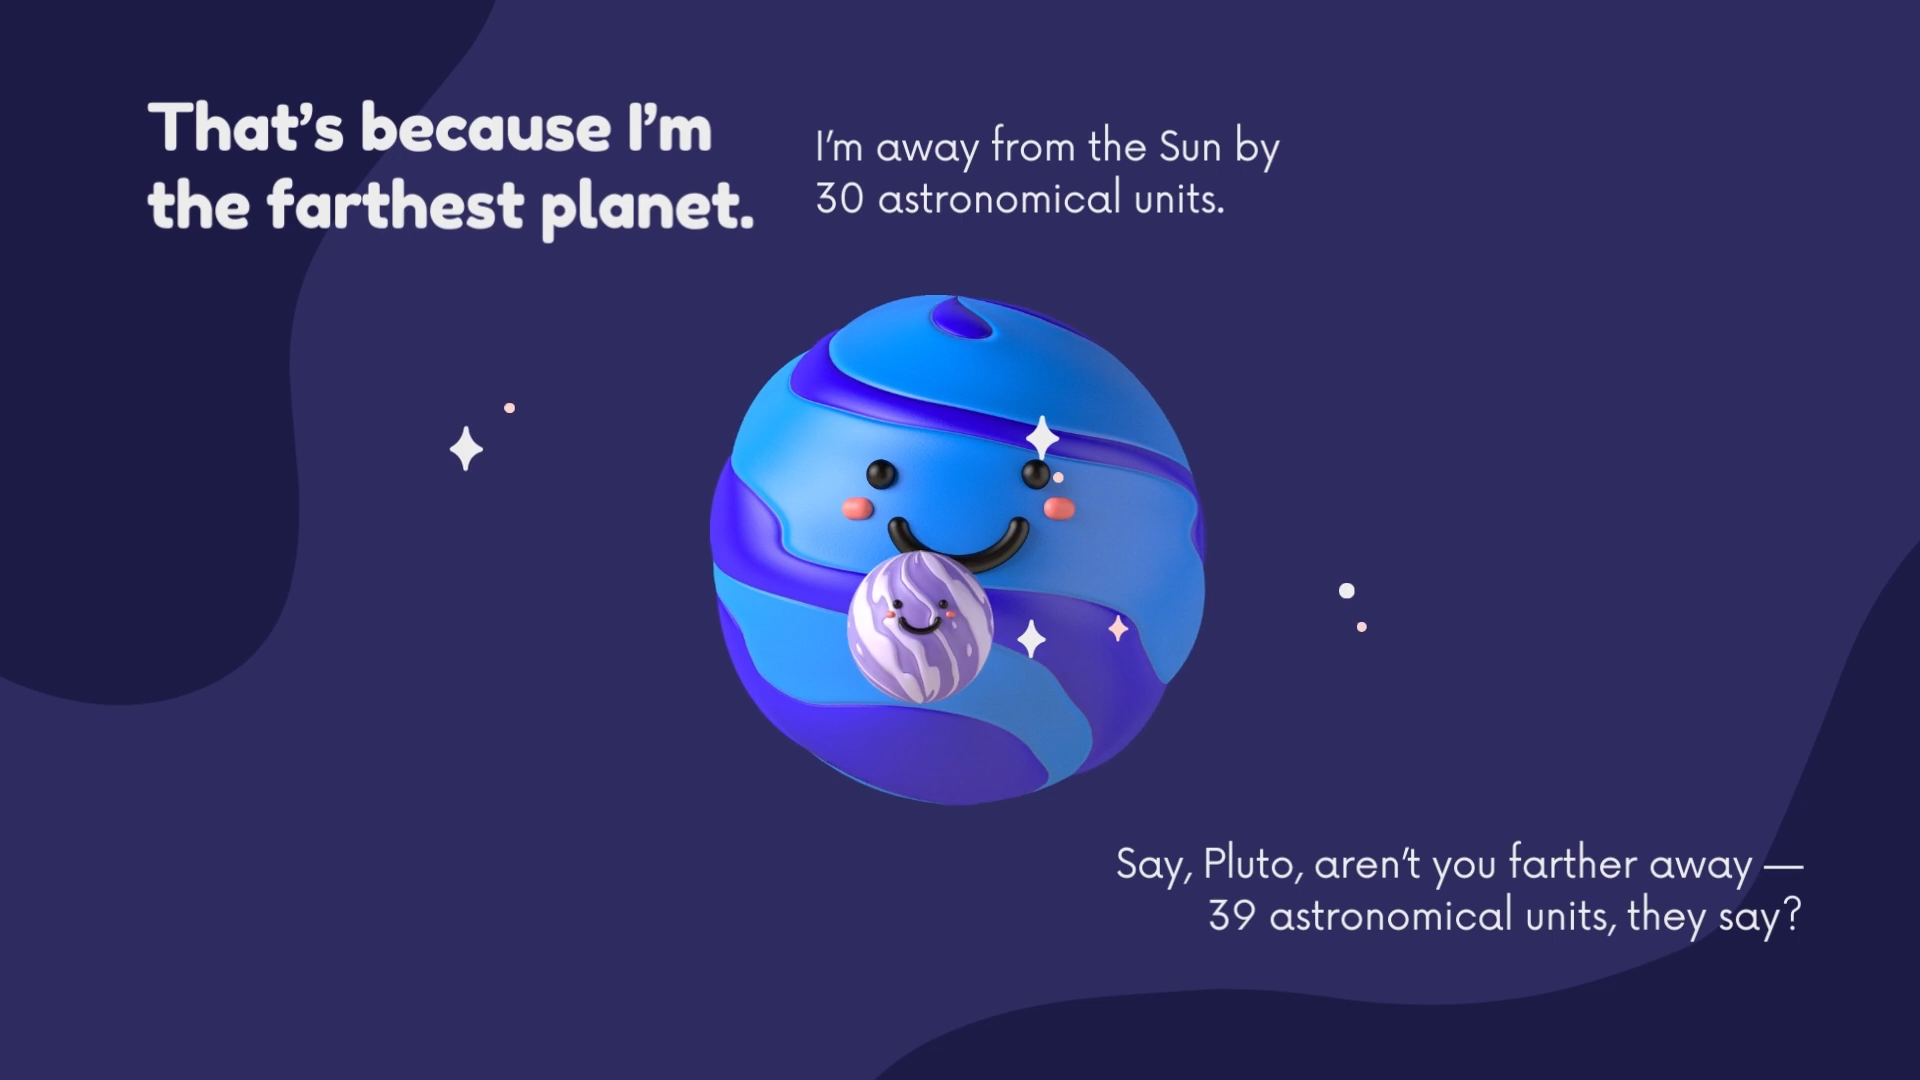 That’s because I’m
the farthest planet.
I’m away from the Sun by
30 astronomical units.
Say, Pluto, aren’t you farther away —
39 astronomical units, they say?